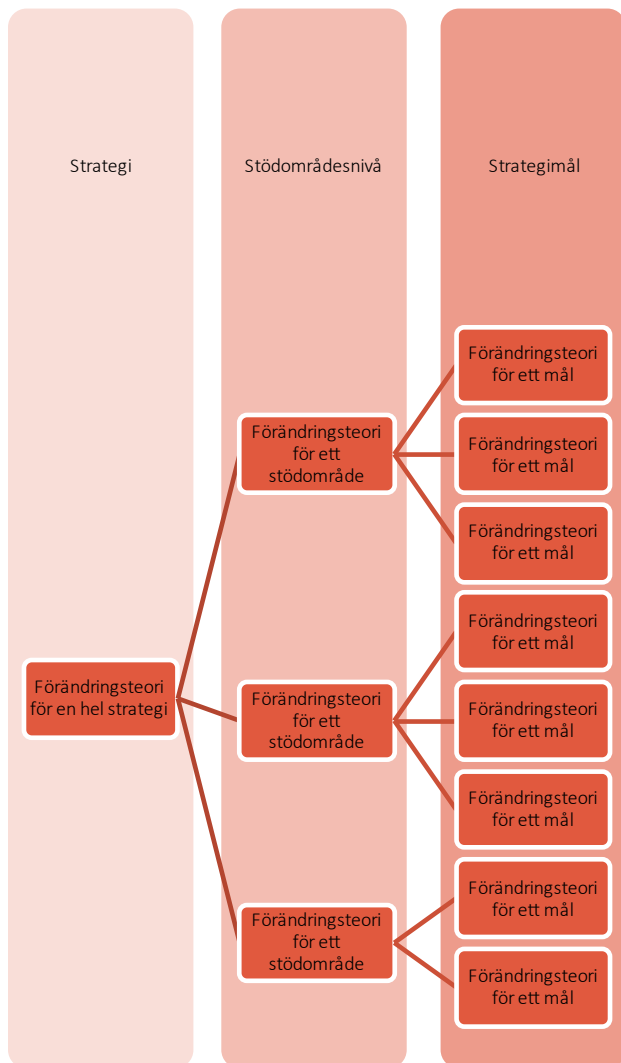 Strategi
Stödområdesnivå
Strategimål
Förändringsteori
för en hel strategi
Förändringsteori
för ett
stödområde
Förändringsteori
för ett mål
Förändringsteori
för ett mål
Förändringsteori
för ett mål
Förändringsteori
för ett
stödområde
Förändringsteori
för ett mål
Förändringsteori
för ett mål
Förändringsteori
för ett mål
Förändringsteori
för ett
stödområde
Förändringsteori
för ett mål
Förändringsteori
för ett mål